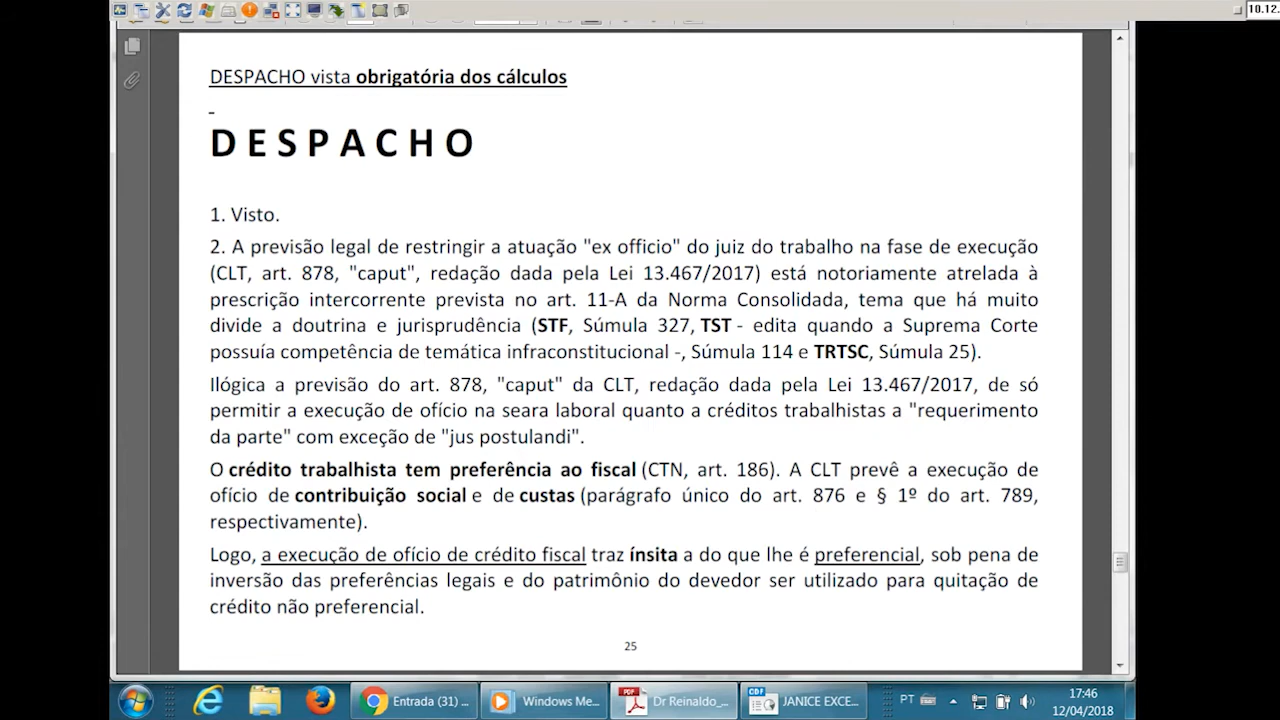 10.12.
DESPACHO vista obrigatória dos cálculos
-
D E S P A C H O
1. Visto.
2. A previsão legal de restringir a atuação "ex officio" do juiz do trabalho na fase de execução
(CLT, art. 878, "caput", redação dada pela Lei 13.467/2017) está notoriamente atrelada à
prescrição intercorrente prevista no art. 11-A da Norma Consolidada, tema que há muito
divide a doutrina e jurisprudência (STF, Súmula 327, TST - edita quando a Suprema Corte
possuía competência de temática infraconstitucional -, Súmula 114 e TRTSC, Súmula 25).
Ilógica a previsão do art. 878, "caput" da CLT, redação dada pela Lei 13.467/2017, de só
permitir a execução de ofício na seara laboral quanto a créditos trabalhistas a "requerimento
da parte" com exceção de "jus postulandi".
O crédito trabalhista tem preferência ao fiscal (CTN, art. 186). A CLT prevê a execução de
ofício de contribuição social e de custas (parágrafo único do art. 876 e § 1º do art. 789,
respectivamente).
Logo, a execução de ofício de crédito fiscal traz ínsita a do que lhe é preferencial, sob pena de
inversão das preferências legais e do patrimônio do devedor ser utilizado para quitação de
crédito não preferencial.
25
Entrada (31) ...
Windows Me...
PDF
Dr Reinaldo_...
CDF
JANICE EXCE...
PT
17:46
12/04/2018